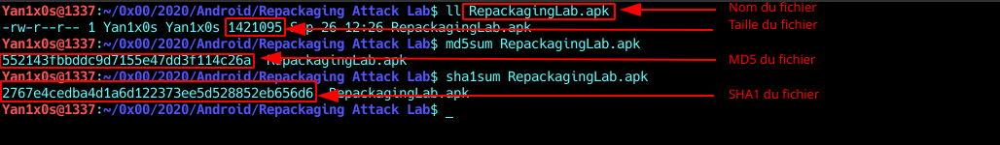 Yan1x0s@1337:~/0x00/2020/Android/Repackaging Attack Lab$ ll RepackagingLab.apk Nom du fichier
-rw-r--r-- 1 Yan1x0s Yan1x0s 1421095 Sep 26 12:26 RepackagingLab.apk Taille du fichier
Yan1x0s@1337:~/0x00/2020/Android/Repackaging Attack Lab$ md5sum RepackagingLab.apk
552143fbbddc9d7155e47dd3f114c26a RepackagingLab.apk MD5 du fichier
Yan1x0s@1337:~/0x00/2020/Android/Repackaging Attack Lab$ sha1sum RepackagingLab.apk
2767e4cedba4d1a6d122373ee5d528852eb656d6 RepackagingLab.apk SHA1 du fichier
Yan1x0s@1337:~/0x00/2020/Android/Repackaging Attack Lab$ _